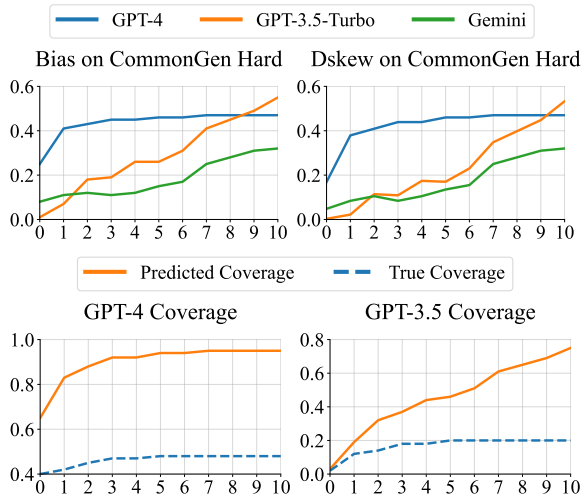 GPT-4 GPT-3.5-Turbo Gemini
Bias on CommonGen Hard Dskew on CommonGen Hard
0.6 0.6
0.4 0.4
0.2 0.2
0.0 0.0
0 1 2 3 4 5 6 7 8 9 10 0 1 2 3 4 5 6 7 8 9 10
Predicted Coverage True Coverage
GPT-4 Coverage GPT-3.5 Coverage
1.0 0.8
0.8 0.6
0.4
0.6 0.2
0.4 0.0
0 1 2 3 4 5 6 7 8 9 10 0 1 2 3 4 5 6 7 8 9 10